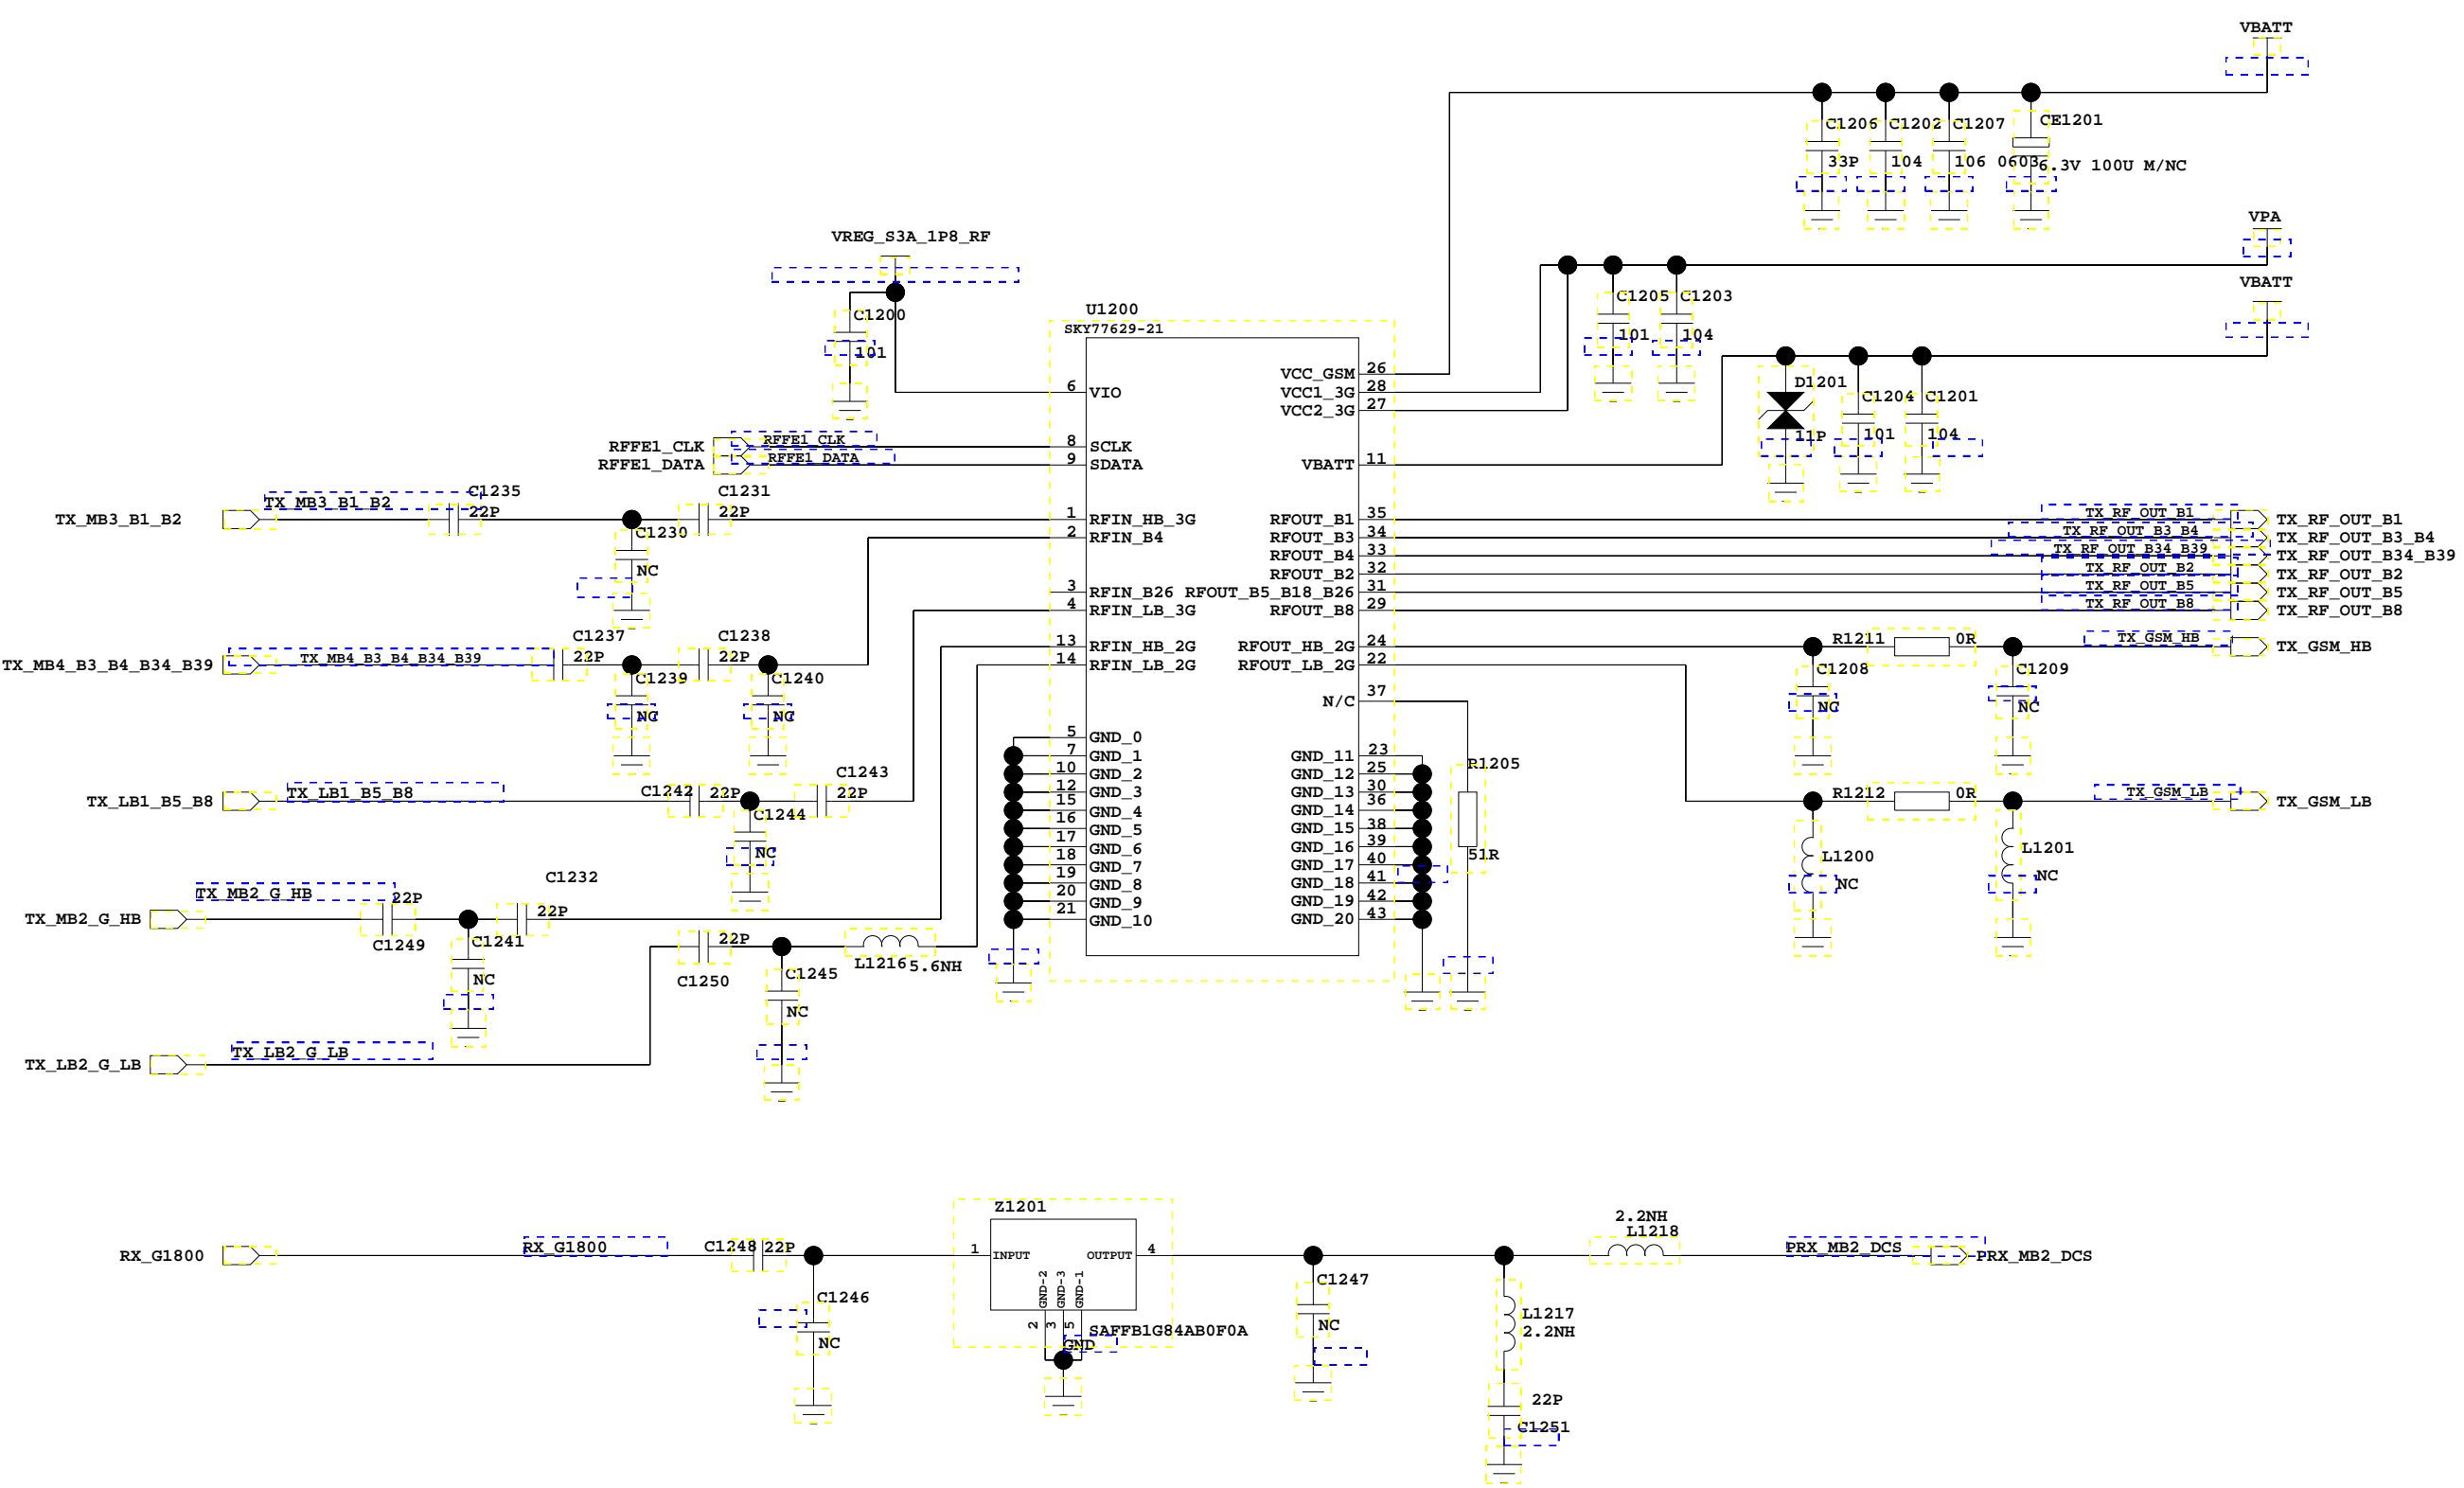 VBATT
C1206 C1202 C1207 CE1201
33P 104 106 0603 6.3V 100U M/NC
VPA
VREG_S3A_1P8_RF
VBATT
C1200
101
C1205 C1203
101 104
U1200
SKY77629-21
D1201 C1204 C1201
11P 101 104
6 VIO
VCC_GSM 26
VCC1_3G 28
VCC2_3G 27
RFFE1_CLK RFFE1_CLK 8 SCLK
RFFE1_DATA RFFE1_DATA 9 SDATA
VBATT 11
TX_MB3_B1_B2 TX_MB3_B1_B2 C1235 22P C1231 22P 1 RFIN_HB_3G
C1230
NC
2 RFIN_B4
3 RFIN_B26
4 RFIN_LB_3G
RFOUT_B1 35 TX_RF_OUT_B1 TX_RF_OUT_B1
RFOUT_B3 34 TX_RF_OUT_B3_B4 TX_RF_OUT_B3_B4
RFOUT_B4 33 TX_RF_OUT_B34_B39 TX_RF_OUT_B34_B39
RFOUT_B2 32 TX_RF_OUT_B2 TX_RF_OUT_B2
RFOUT_B5_B18_B26 31 TX_RF_OUT_B5 TX_RF_OUT_B5
RFOUT_B8 29 TX_RF_OUT_B8 TX_RF_OUT_B8
TX_MB4_B3_B4_B34_B39 TX_MB4_B3_B4_B34_B39 C1237 22P C1238 22P
C1239 C1240
NC NC
13 RFIN_HB_2G
14 RFIN_LB_2G
RFOUT_HB_2G 24 R1211 0R TX_GSM_HB TX_GSM_HB
RFOUT_LB_2G 22
C1208 C1209
NC NC
N/C 37
5 GND_0
7 GND_1
10 GND_2
12 GND_3
15 GND_4
16 GND_5
17 GND_6
18 GND_7
19 GND_8
20 GND_9
21 GND_10
GND_11 23
GND_12 25
GND_13 30
GND_14 36
GND_15 38
GND_16 39
GND_17 40
GND_18 41
GND_19 42
GND_20 43
R1205
51R
TX_LB1_B5_B8 TX_LB1_B5_B8 C1242 22P C1243 22P
C1244
NC
R1212 0R TX_GSM_LB TX_GSM_LB
L1200 L1201
NC NC
TX_MB2_G_HB TX_MB2_G_HB 22P C1232 22P
C1249 C1241
NC
22P
C1250 C1245 L1216 5.6NH
NC
TX_LB2_G_LB TX_LB2_G_LB
Z1201
RX_G1800 RX_G1800 C1248 22P 1 INPUT OUTPUT 4
GND-2 GND-3 GND-1
2 3 5
SAFFB1G84AB0F0A
GND
C1246
NC
C1247
NC
2.2NH
L1218
PRX_MB2_DCS PRX_MB2_DCS
L1217
2.2NH
22P
C1251